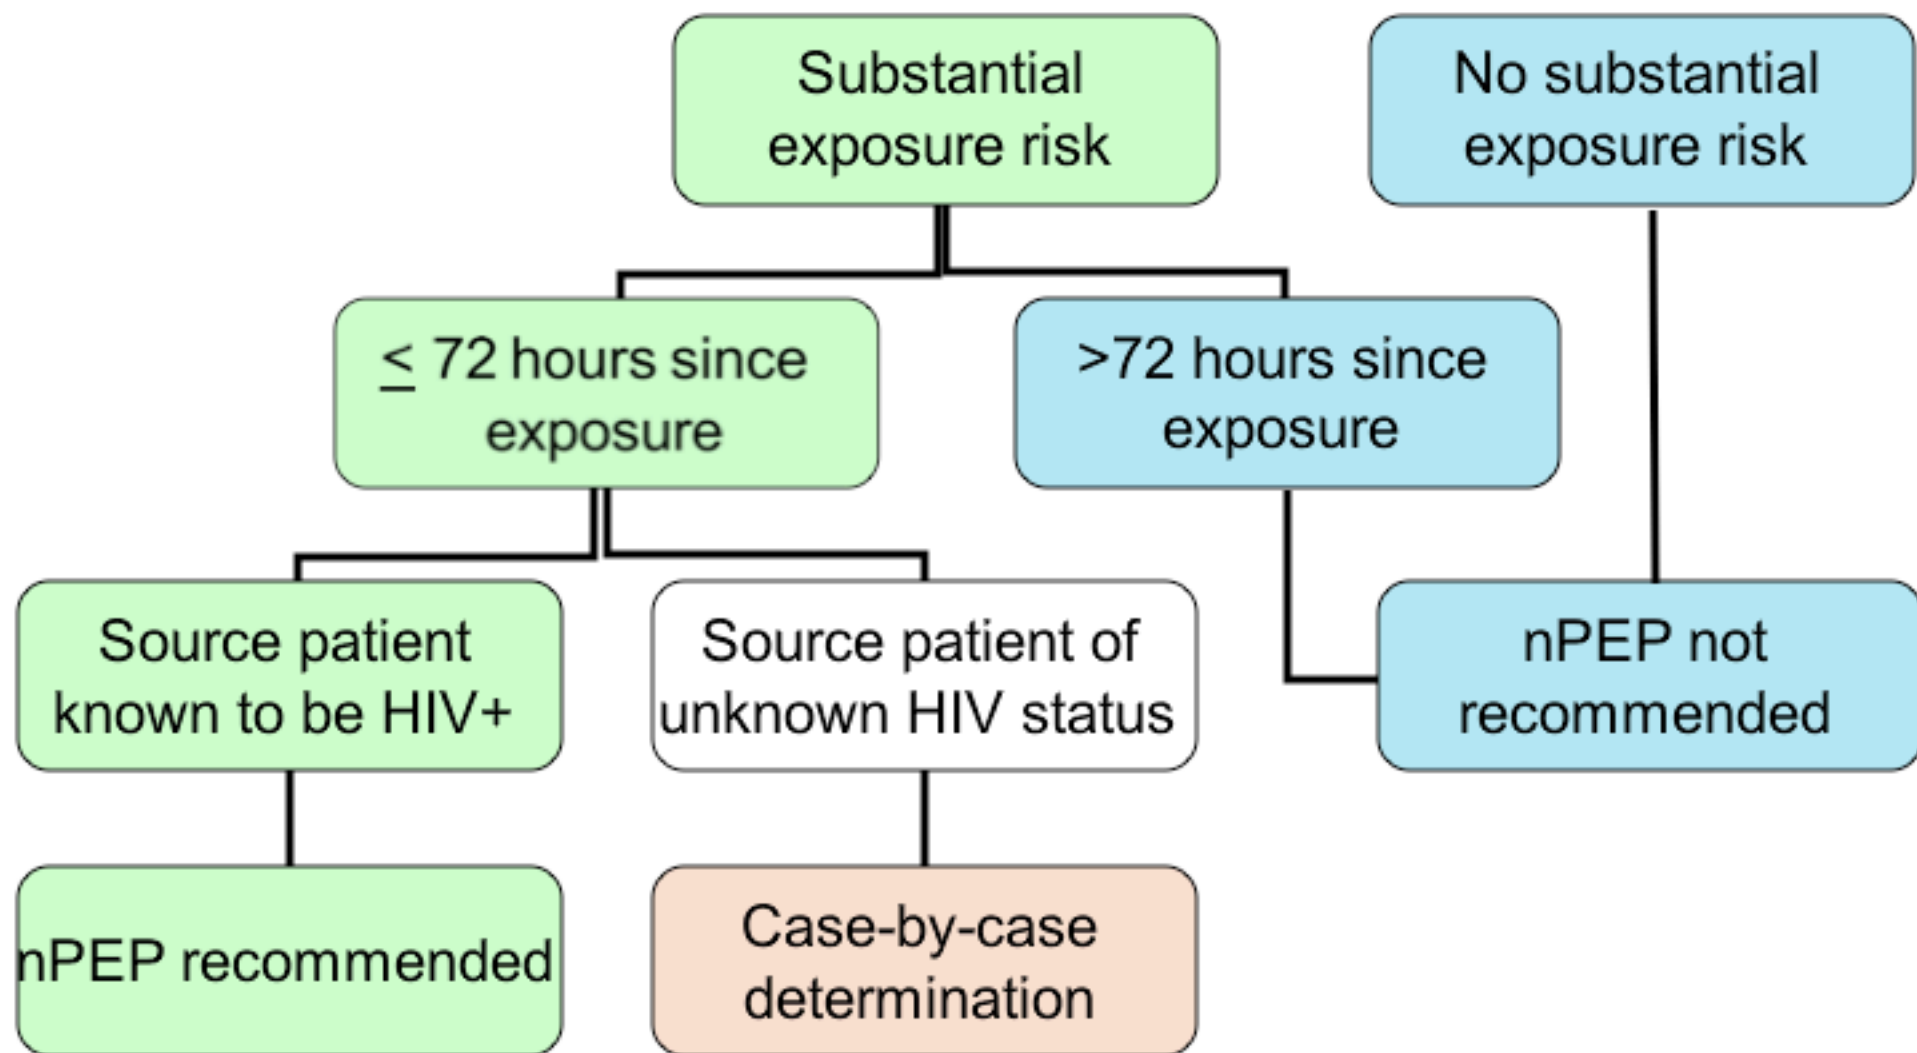 Substantial
exposure risk
No substantial
exposure risk
≤ 72 hours since
exposure
>72 hours since
exposure
Source patient
known to be HIV+
Source patient of
unknown HIV status
nPEP not
recommended
nPEP recommended
Case-by-case
determination